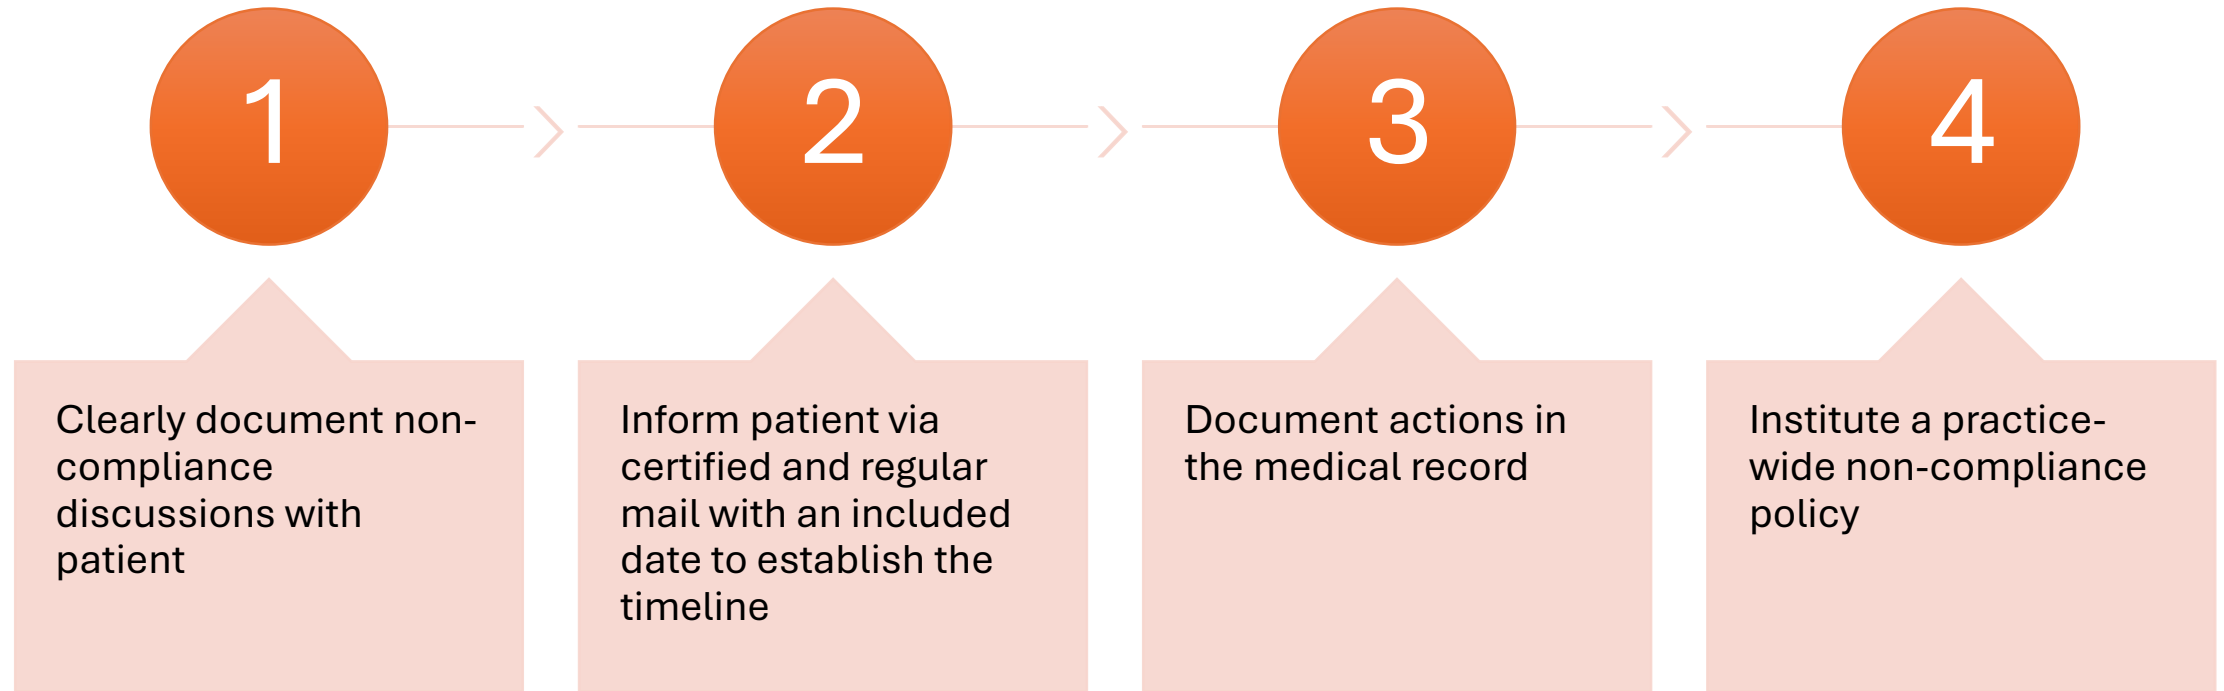 1
2
3
4
Clearly document non-
compliance
discussions with
patient
Inform patient via
certified and regular
mail with an included
date to establish the
timeline
Document actions in
the medical record
Institute a practice-
wide non-compliance
policy